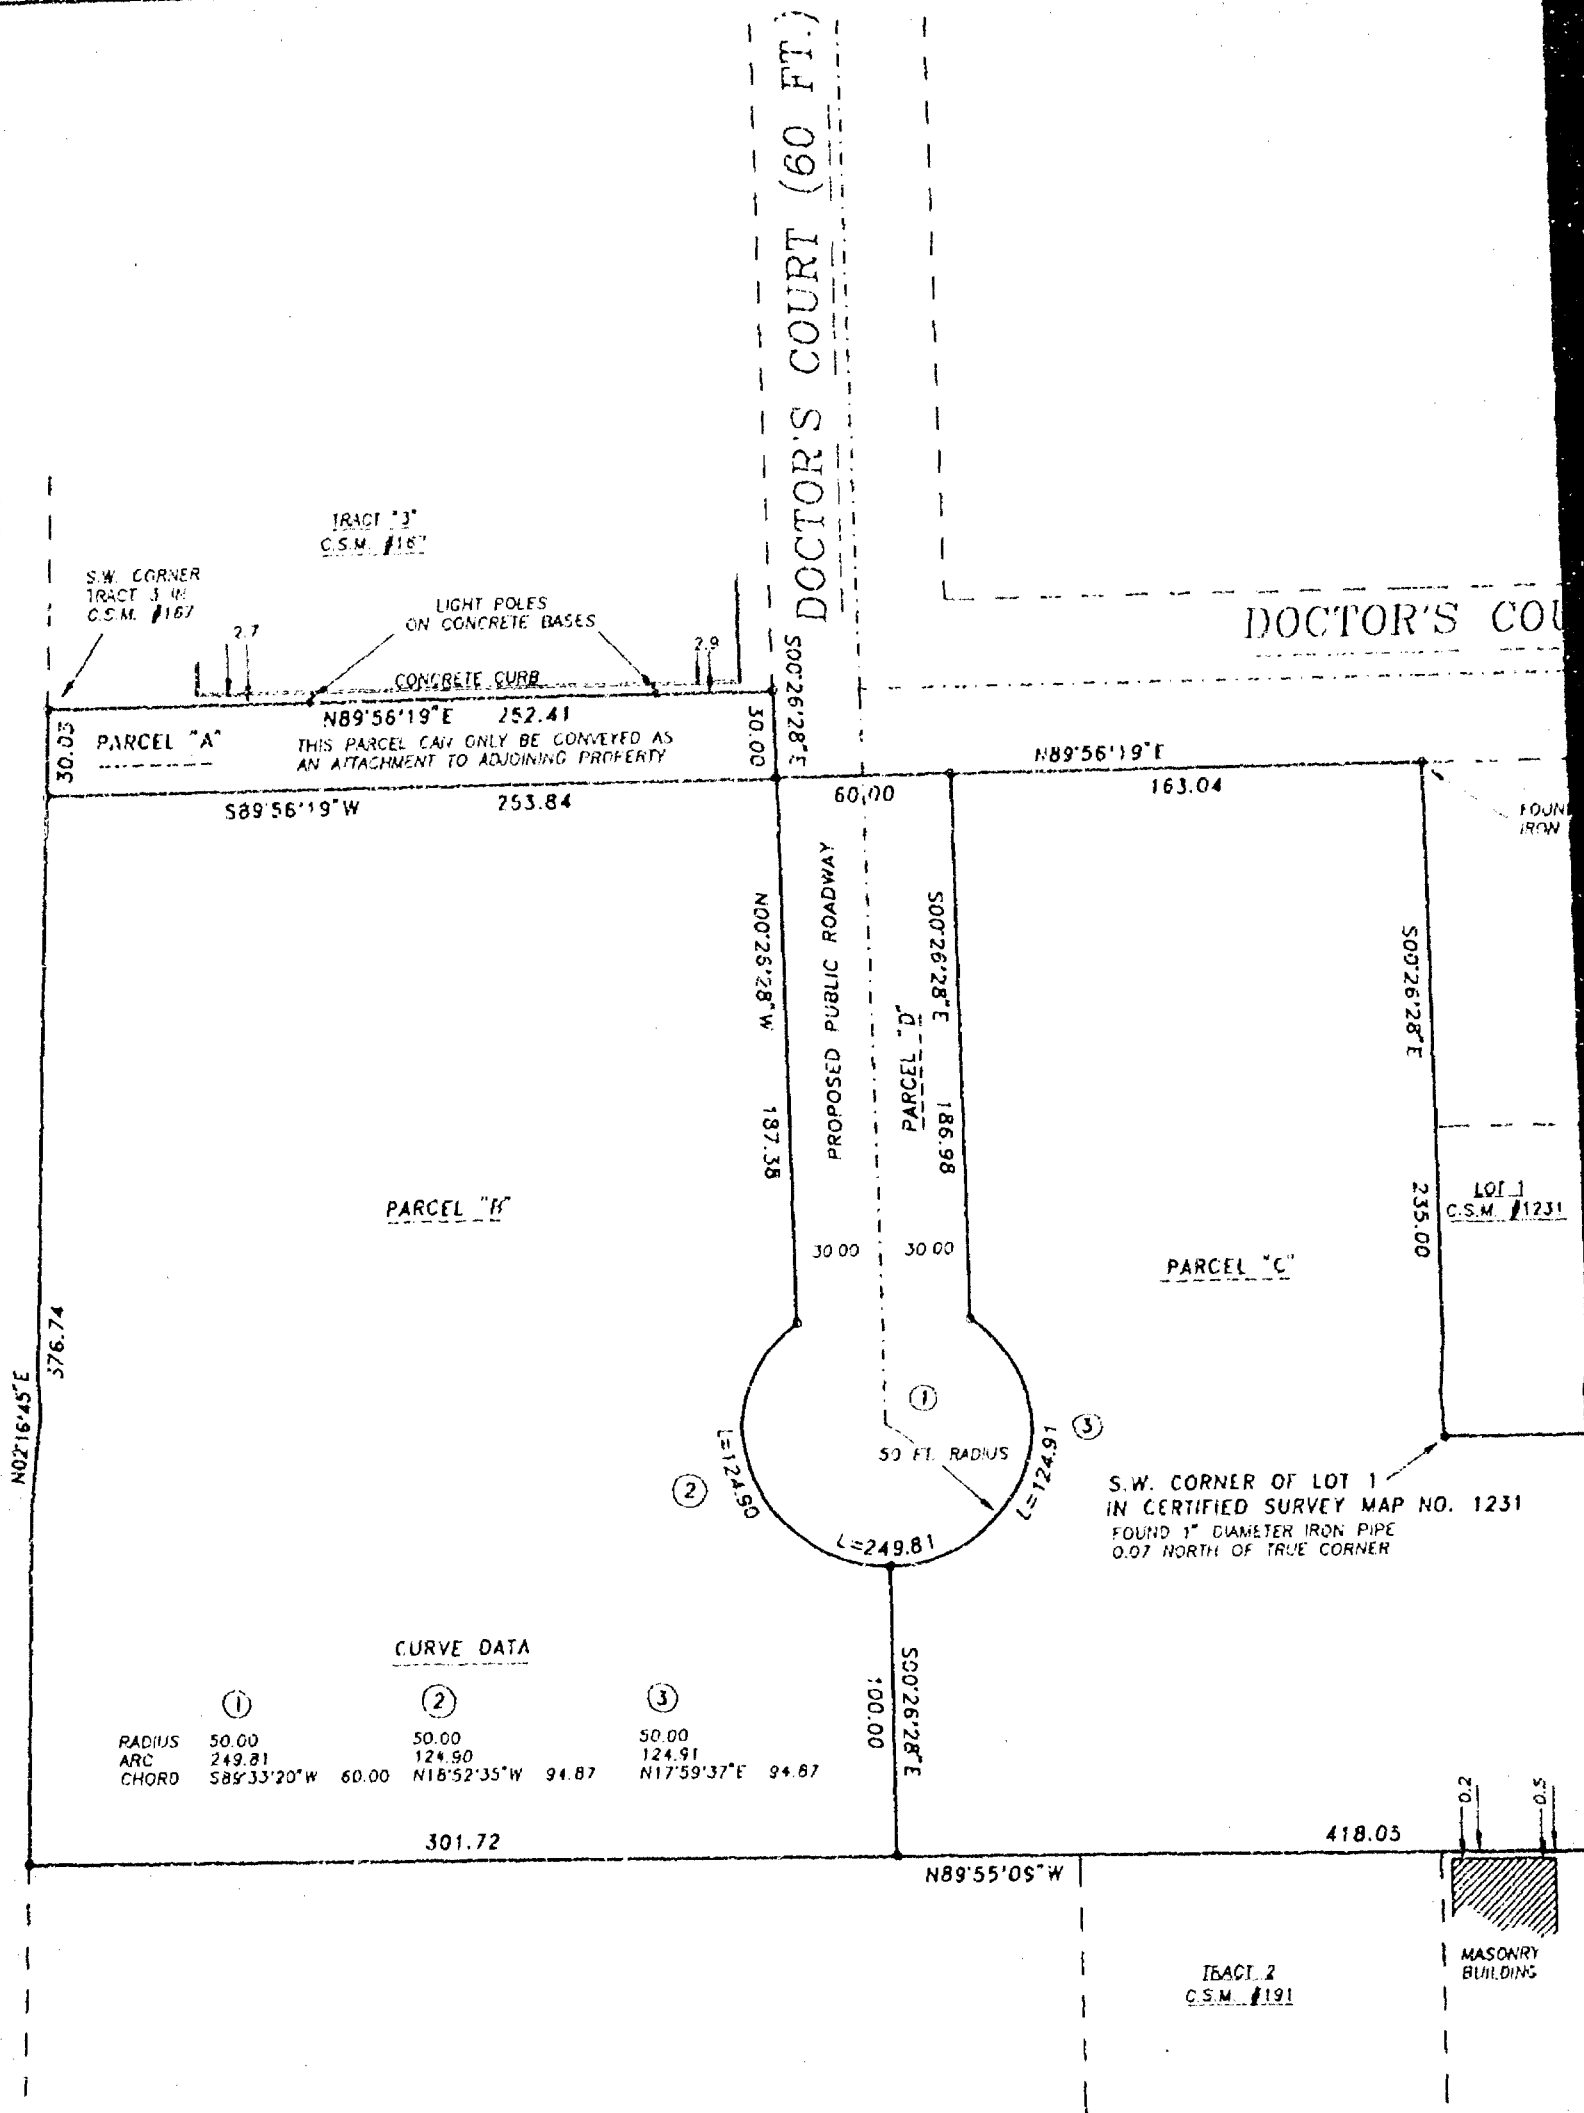 DOCTOR'S COURT (60 FT.)
TRACT "3"
C.S.M. #167
S.W. CORNER
TRACT 3 IN
C.S.M. #167
LIGHT POLES
ON CONCRETE BASES
2.7
2.9
CONCRETE CURB
DOCTOR'S COU
S00°26'28"E
30.00
N89°56'19"E 252.41
30.03
PARCEL "A"
THIS PARCEL CAN ONLY BE CONVEYED AS
AN ATTACHMENT TO ADJOINING PROPERTY
S89°56'19"W 253.84
60.00
N89°56'19"E
163.04
FOUN
IRON
N00°26'28"W 187.38
PROPOSED PUBLIC ROADWAY
PARCEL "D"
S00°26'28"E 186.98
S00°26'28"E 235.00
LOT 1
C.S.M. #1231
PARCEL "B"
30.00 30.00
PARCEL "C"
376.74
N02°16'45"E
1
50 FT. RADIUS
2
L=124.90
L=249.81
L=124.91
3
S.W. CORNER OF LOT 1
IN CERTIFIED SURVEY MAP NO. 1231
FOUND 1" DIAMETER IRON PIPE
0.07 NORTH OF TRUE CORNER
S00°26'28"E
100.00
CURVE DATA
1 2 3
RADIUS 50.00 50.00 50.00
ARC 249.81 124.90 124.91
CHORD S89°33'20"W 60.00 N18°52'35"W 94.87 N17°59'37"E 94.87
301.72
418.03
0.2
0.5
N89°55'05"W
TRACT 2
C.S.M. #191
MASONRY
BUILDING